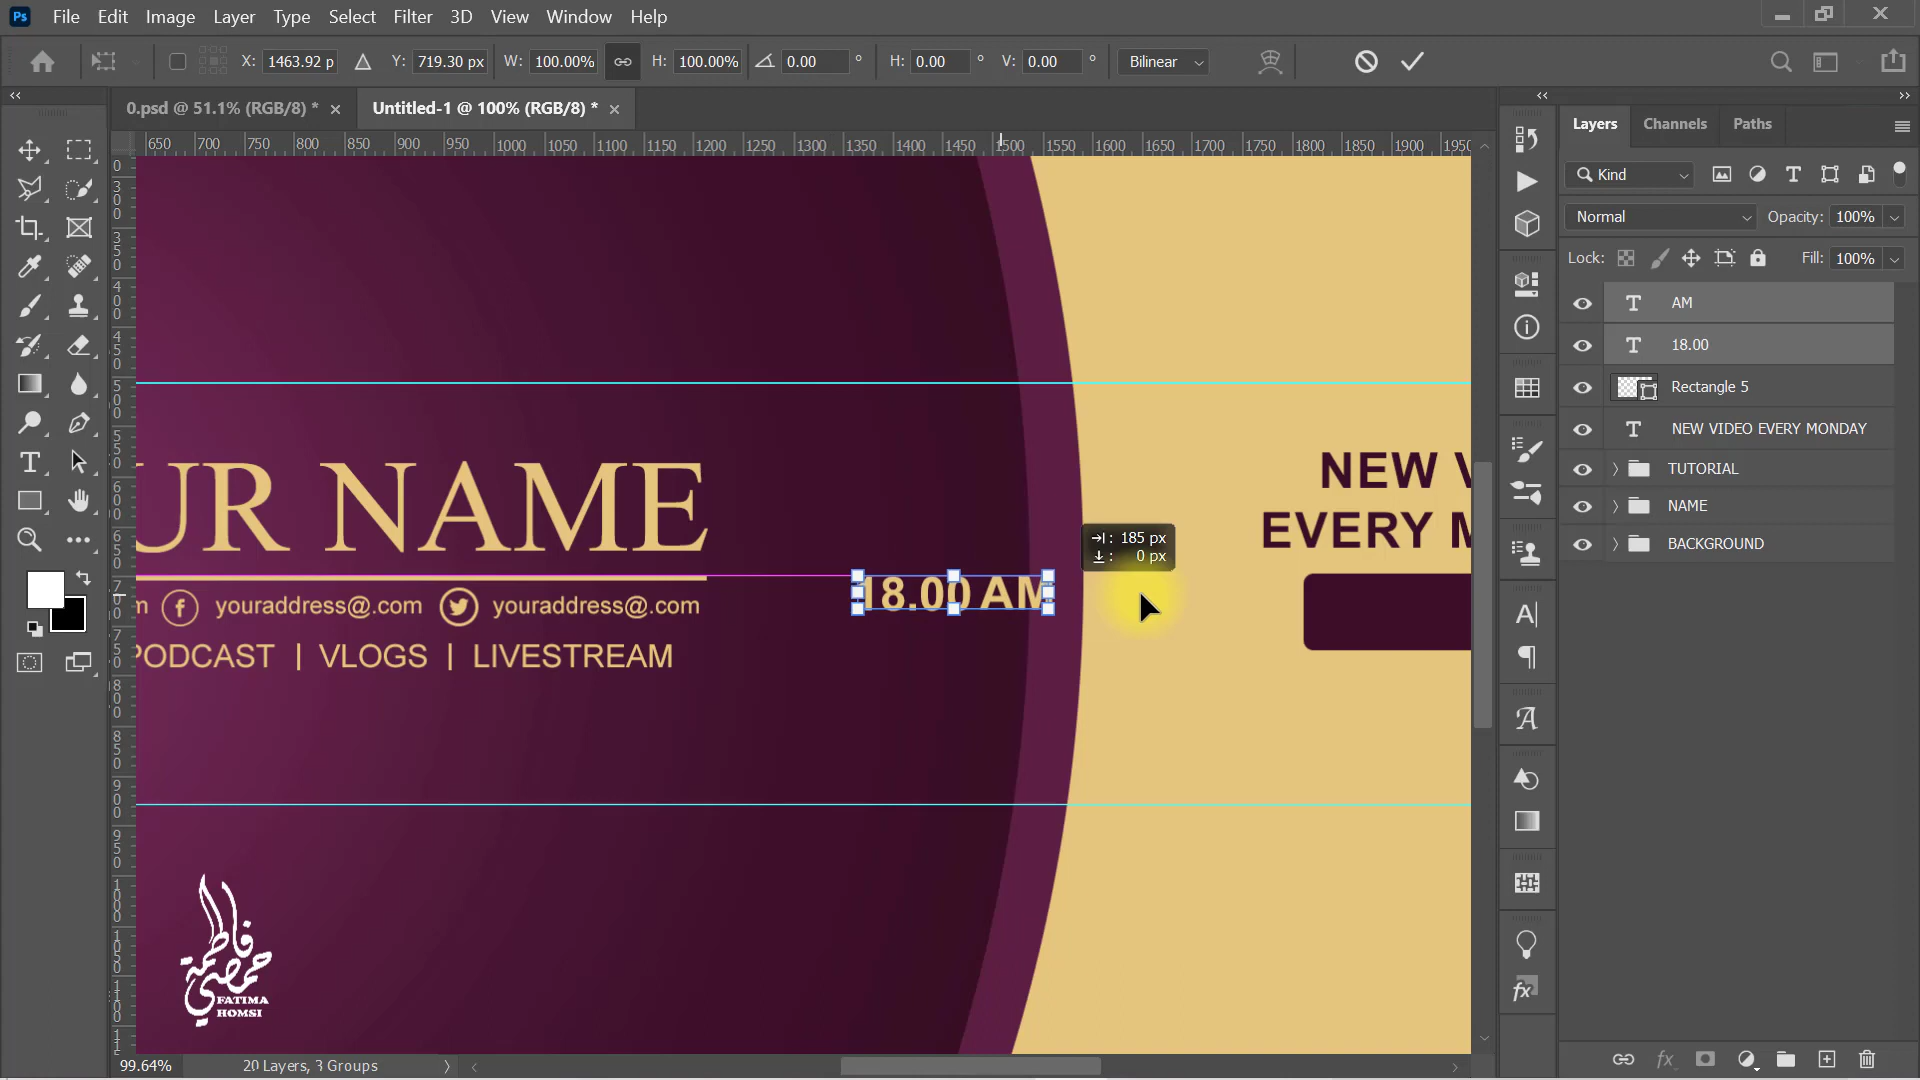 File Edit Image Layer Type Select Filter 3D View Window Help
X: 1463.92 p Y: 719.30 px W: 100.00% H: 100.00% 0.00 ° H: 0.00 ° V: 0.00 ° Bilinear
0.psd @ 51.1% (RGB/8) * Untitled-1 @ 100% (RGB/8) *
650 700 750 800 850 900 950 1000 1050 1100 1150 1200 1250 1300 1350 1400 1450 1500 1550 1600 1650 1700 1750 1800 1850 1900 1950
UR NAME
youraddress@.com youraddress@.com
PODCAST | VLOGS | LIVESTREAM
18.00 AM
NEW V
EVERY M
185 px
0 px
فاطمة
حمصي
FATIMA
HOMSI
99.64% 20 Layers, 3 Groups
Layers Channels Paths
Kind
Normal Opacity: 100%
Lock: Fill: 100%
AM
18.00
Rectangle 5
NEW VIDEO EVERY MONDAY
TUTORIAL
NAME
BACKGROUND